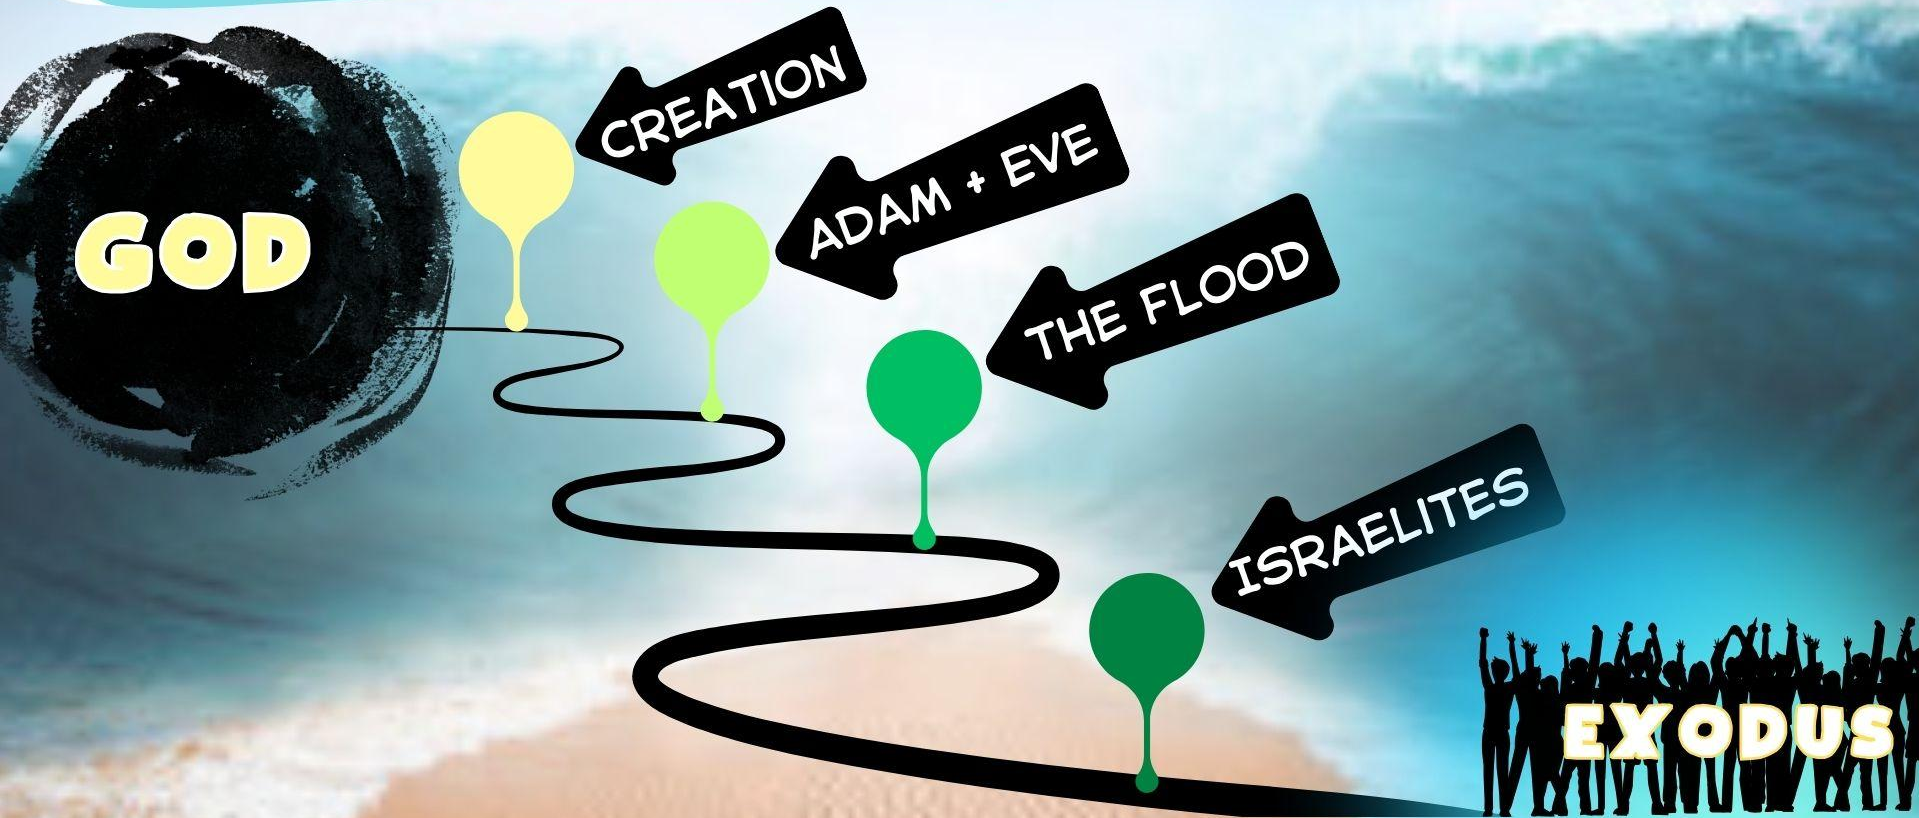 GOD
CREATION
ADAM + EVE
THE FLOOD
ISRAELITES
EXODUS